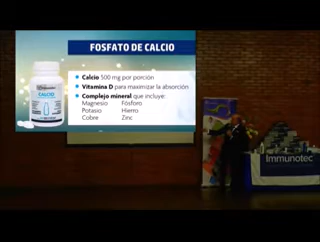 FOSFATO DE CALCIO
Calcio 500 mg por porción
Vitamina D para maximizar la absorción
Complejo mineral que incluye:
Magnesio Fósforo
Potasio Hierro
Cobre Zinc
CALCIO
Immunotec